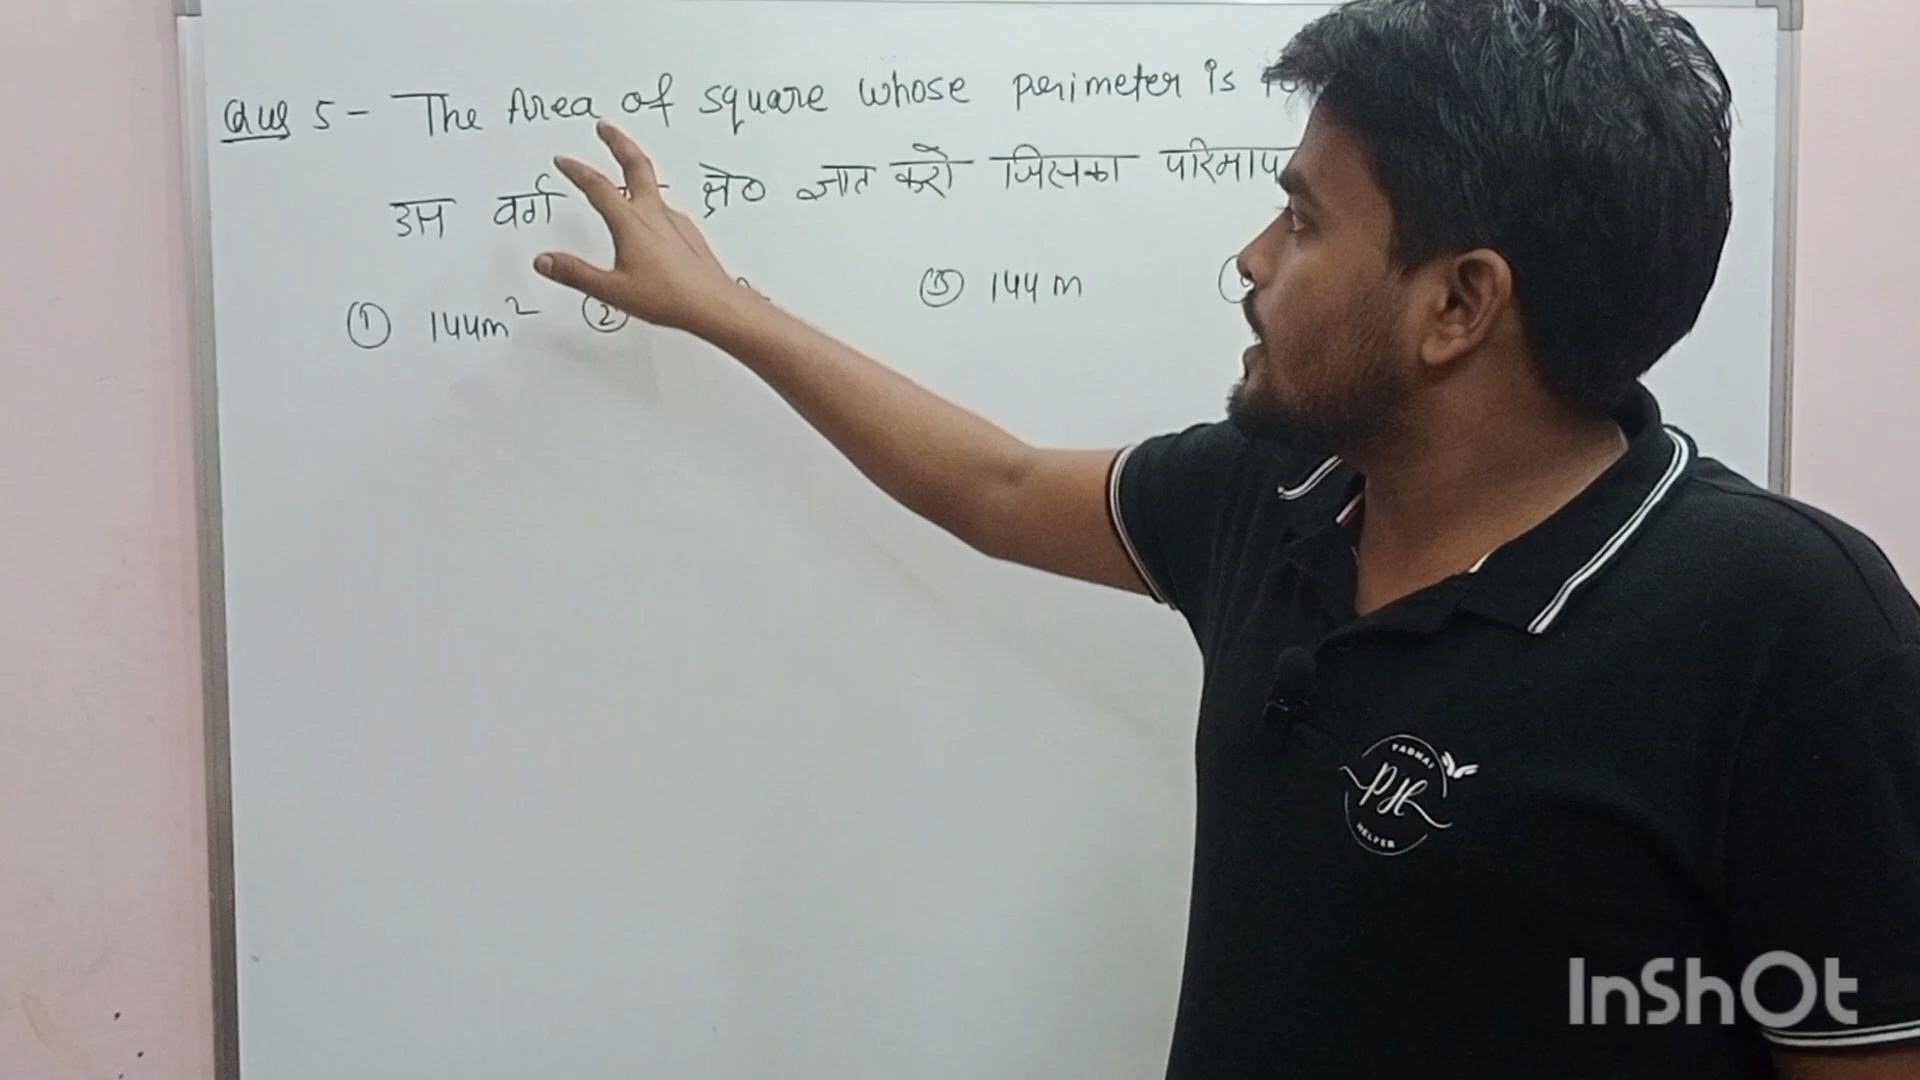 Que 5 - The Area of square whose perimeter is
उस वर्ग क्षे० ज्ञात करो जिसका परिमाप
① 144m² ② ③ 144 m
PADHAI
PH
HELPER
InShOt